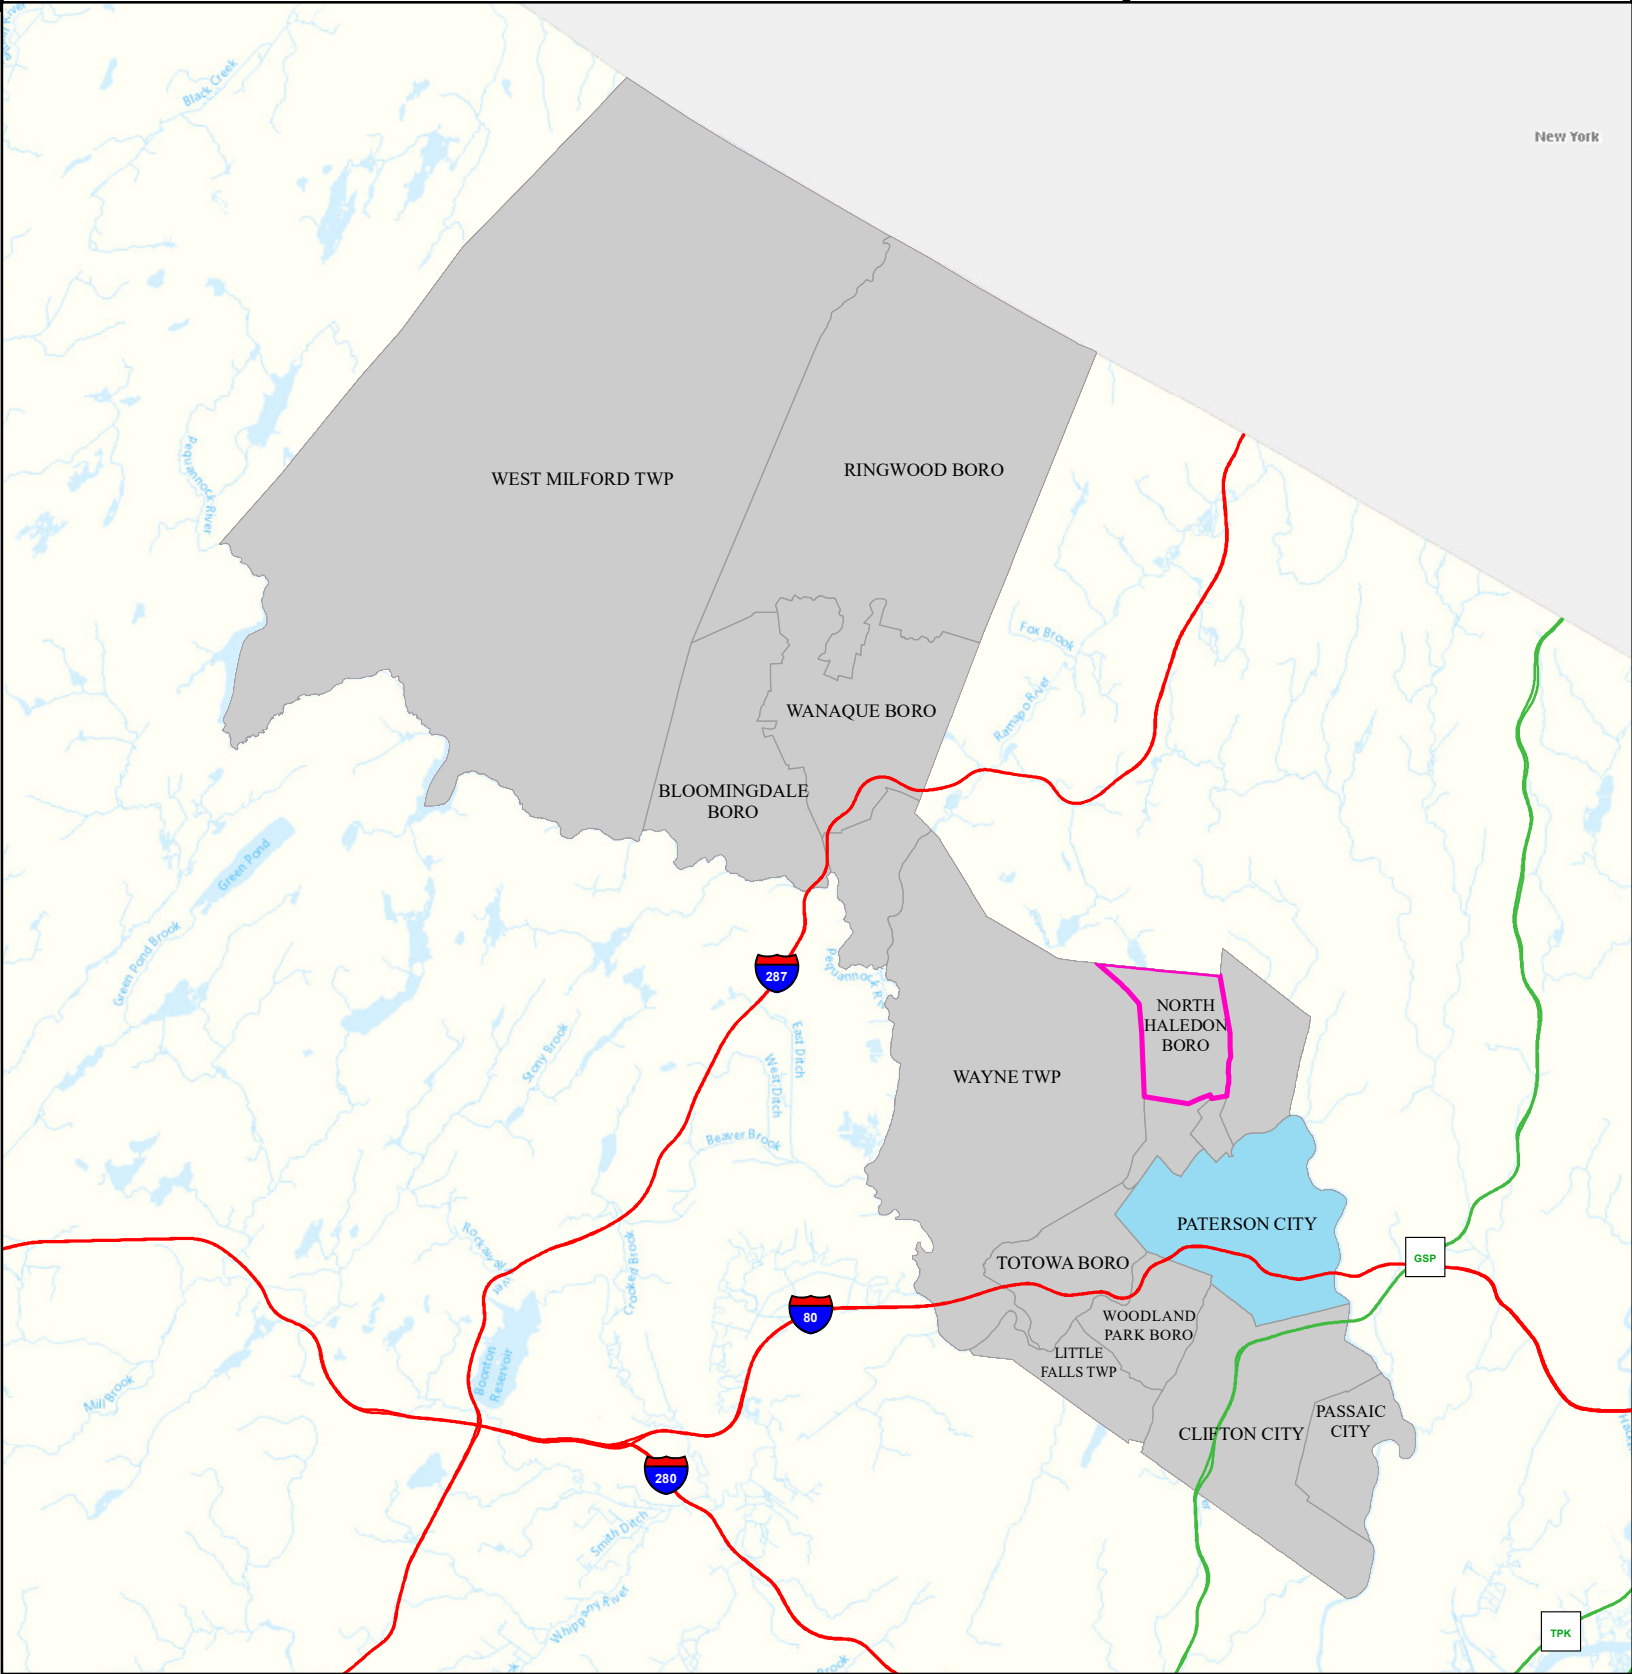 New York
Black Creek
Pequannock River
WEST MILFORD TWP
RINGWOOD BORO
Fox Brook
Ramapo River
WANAQUE BORO
BLOOMINGDALE
BORO
Green Pond
Green Pond Brook
287
Stony Brook
East Ditch
West Ditch
Beaver Brook
NORTH
HALEDON
BORO
WAYNE TWP
PATERSON CITY
TOTOWA BORO
GSP
Crooked Brook
80
WOODLAND
PARK BORO
LITTLE
FALLS TWP
Boonton
Reservoir
Mill Brook
PASSAIC
CITY
CLIFTON CITY
280
Smith Ditch
Whippany River
Brook
TPK